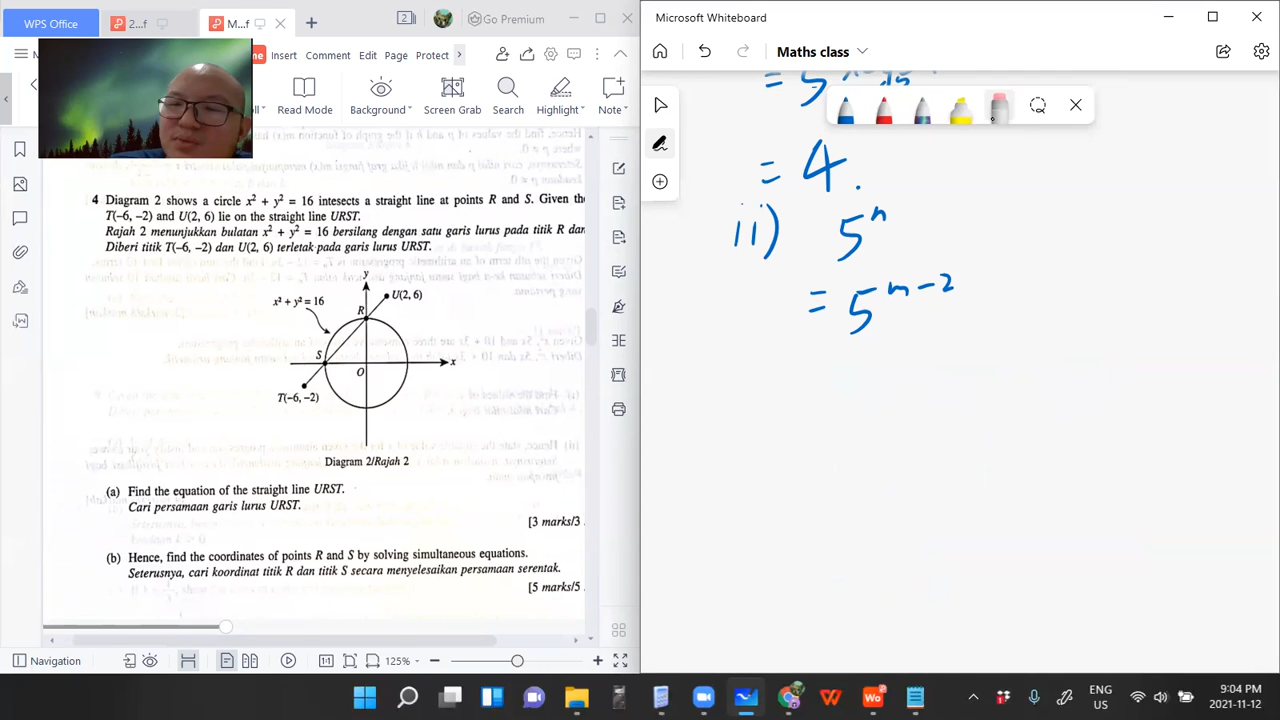 WPS Office
2...f
M...f
2
Go Premium
Insert
Comment
Edit
Page
Protect
Read Mode
Background
Screen Grab
Search
Highlight
Note
4 Diagram 2 shows a circle x² + y² = 16 intesects a straight line at points R and S. Given the
T(−6, −2) and U(2, 6) lie on the straight line URST.
Rajah 2 menunjukkan bulatan x² + y² = 16 bersilang dengan satu garis lurus pada titik R dan
Diberi titik T(−6, −2) dan U(2, 6) terletak pada garis lurus URST.
y
x² + y² = 16
U(2, 6)
R
S
O
x
T(−6, −2)
Diagram 2/Rajah 2
(a) Find the equation of the straight line URST.
Cari persamaan garis lurus URST.
[3 marks/3
(b) Hence, find the coordinates of points R and S by solving simultaneous equations.
Seterusnya, cari koordinat titik R dan titik S secara menyelesaikan persamaan serentak.
[5 marks/5
Navigation
125%
Microsoft Whiteboard
Maths class
= 4.
ii) 5ⁿ
= 5ⁿ⁻²
ENG
US
9:04 PM
2021-11-12